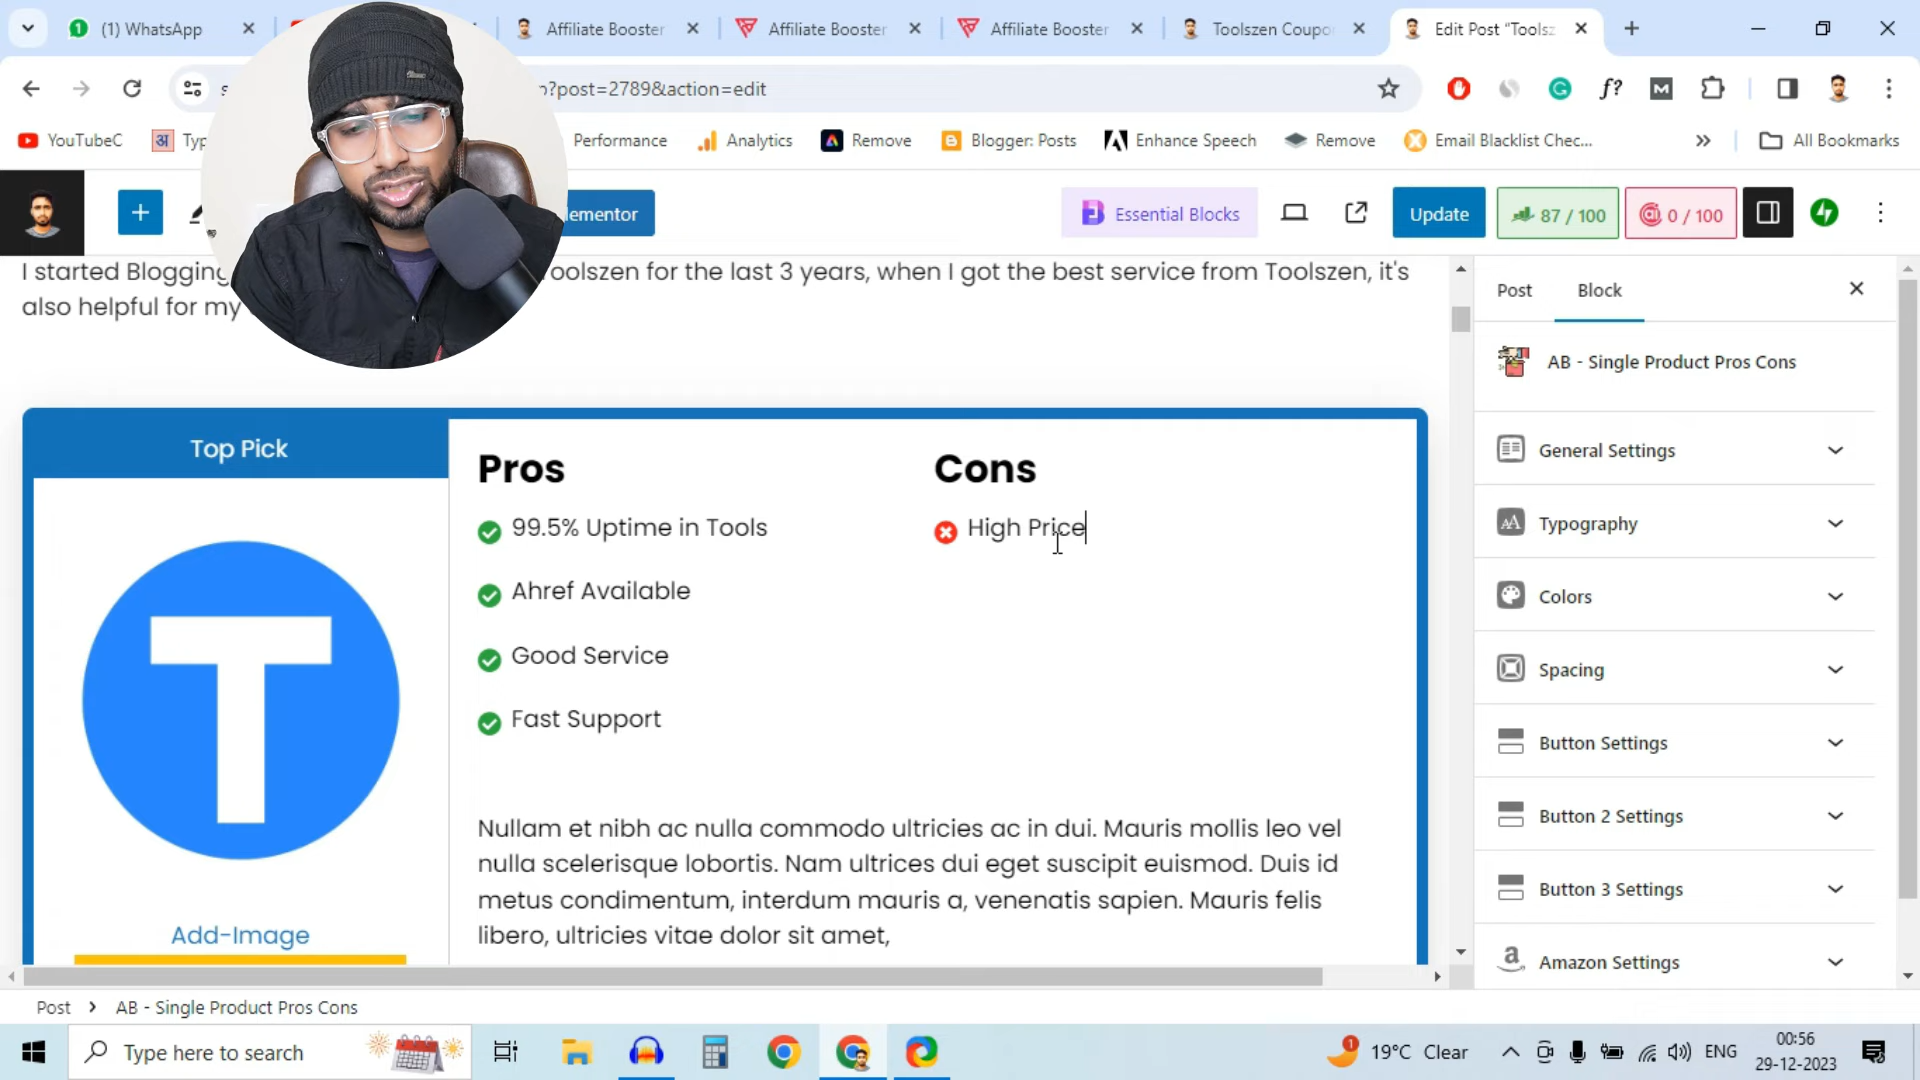 (1) WhatsApp
Affiliate Booster
Affiliate Booster
Affiliate Booster
Toolszen Coupo
Edit Post "Toolsz
?post=2789&action=edit
YouTubeC
अ
Performance
Analytics
Remove
Blogger: Posts
Enhance Speech
Remove
Email Blacklist Chec...
All Bookmarks
Essential Blocks
Update
87 / 100
0 / 100
I started Blogging
oolszen for the last 3 years, when I got the best service from Toolszen, it's
also helpful for my
Post
Block
AB - Single Product Pros Cons
General Settings
Typography
Colors
Spacing
Button Settings
Button 2 Settings
Button 3 Settings
Amazon Settings
Top Pick
T
Add-Image
Pros
99.5% Uptime in Tools
Ahref Available
Good Service
Fast Support
Cons
High Price
Nullam et nibh ac nulla commodo ultricies ac in dui. Mauris mollis leo vel
nulla scelerisque lobortis. Nam ultrices dui eget suscipit euismod. Duis id
metus condimentum, interdum mauris a, venenatis sapien. Mauris felis
libero, ultricies vitae dolor sit amet,
Post
AB - Single Product Pros Cons
Type here to search
19°C Clear
ENG
00:56
29-12-2023